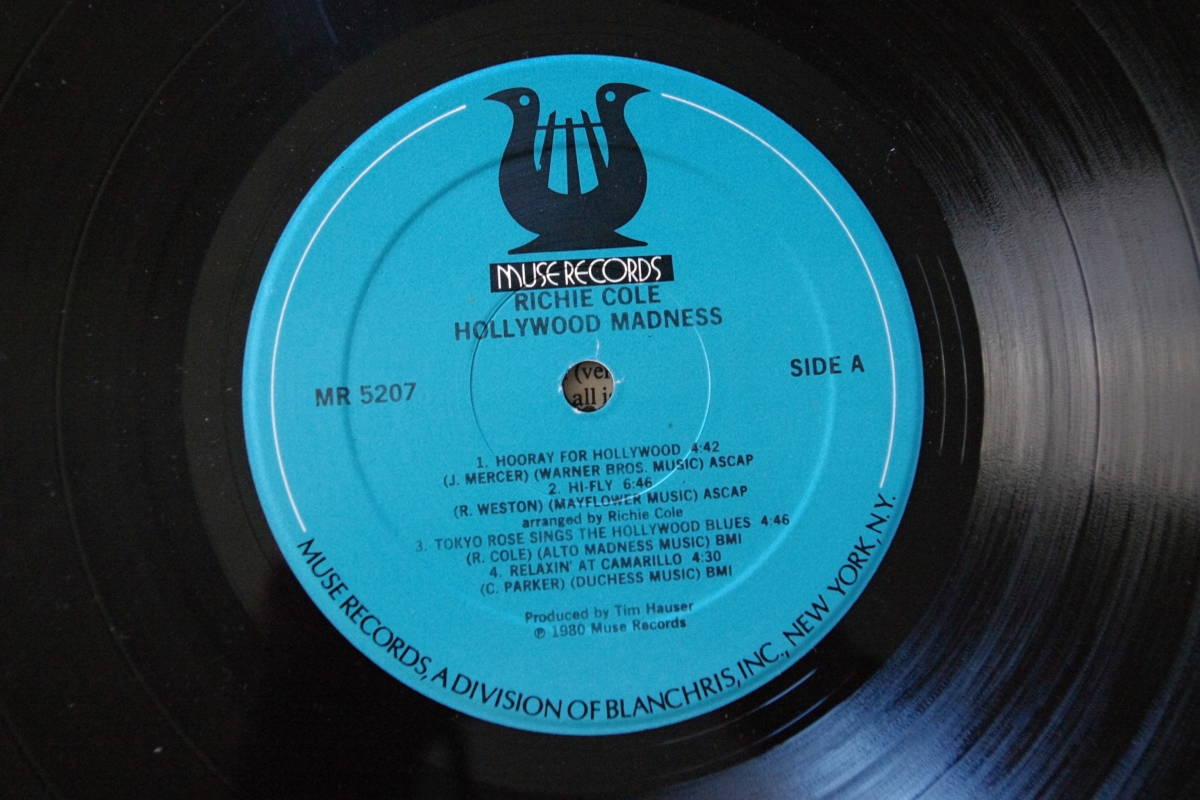 MUSE RECORDS
RICHIE COLE
HOLLYWOOD MADNESS
MR 5207
SIDE A
(ve
all
1. HOORAY FOR HOLLYWOOD 4:42
(J. MERCER) (WARNER BROS. MUSIC) ASCAP
2. HI-FLY 6:46
(R. WESTON) (MAYFLOWER MUSIC) ASCAP
arranged by Richie Cole
3. TOKYO ROSE SINGS THE HOLLYWOOD BLUES 4:46
(R. COLE) (ALTO MADNESS MUSIC) BMI
4. RELAXIN' AT CAMARILLO 4:30
(C. PARKER) (DUCHESS MUSIC) BMI
Produced by Tim Hauser
℗ 1980 Muse Records
MUSE RECORDS, A DIVISION OF BLANCHRIS, INC., NEW YORK, N.Y.